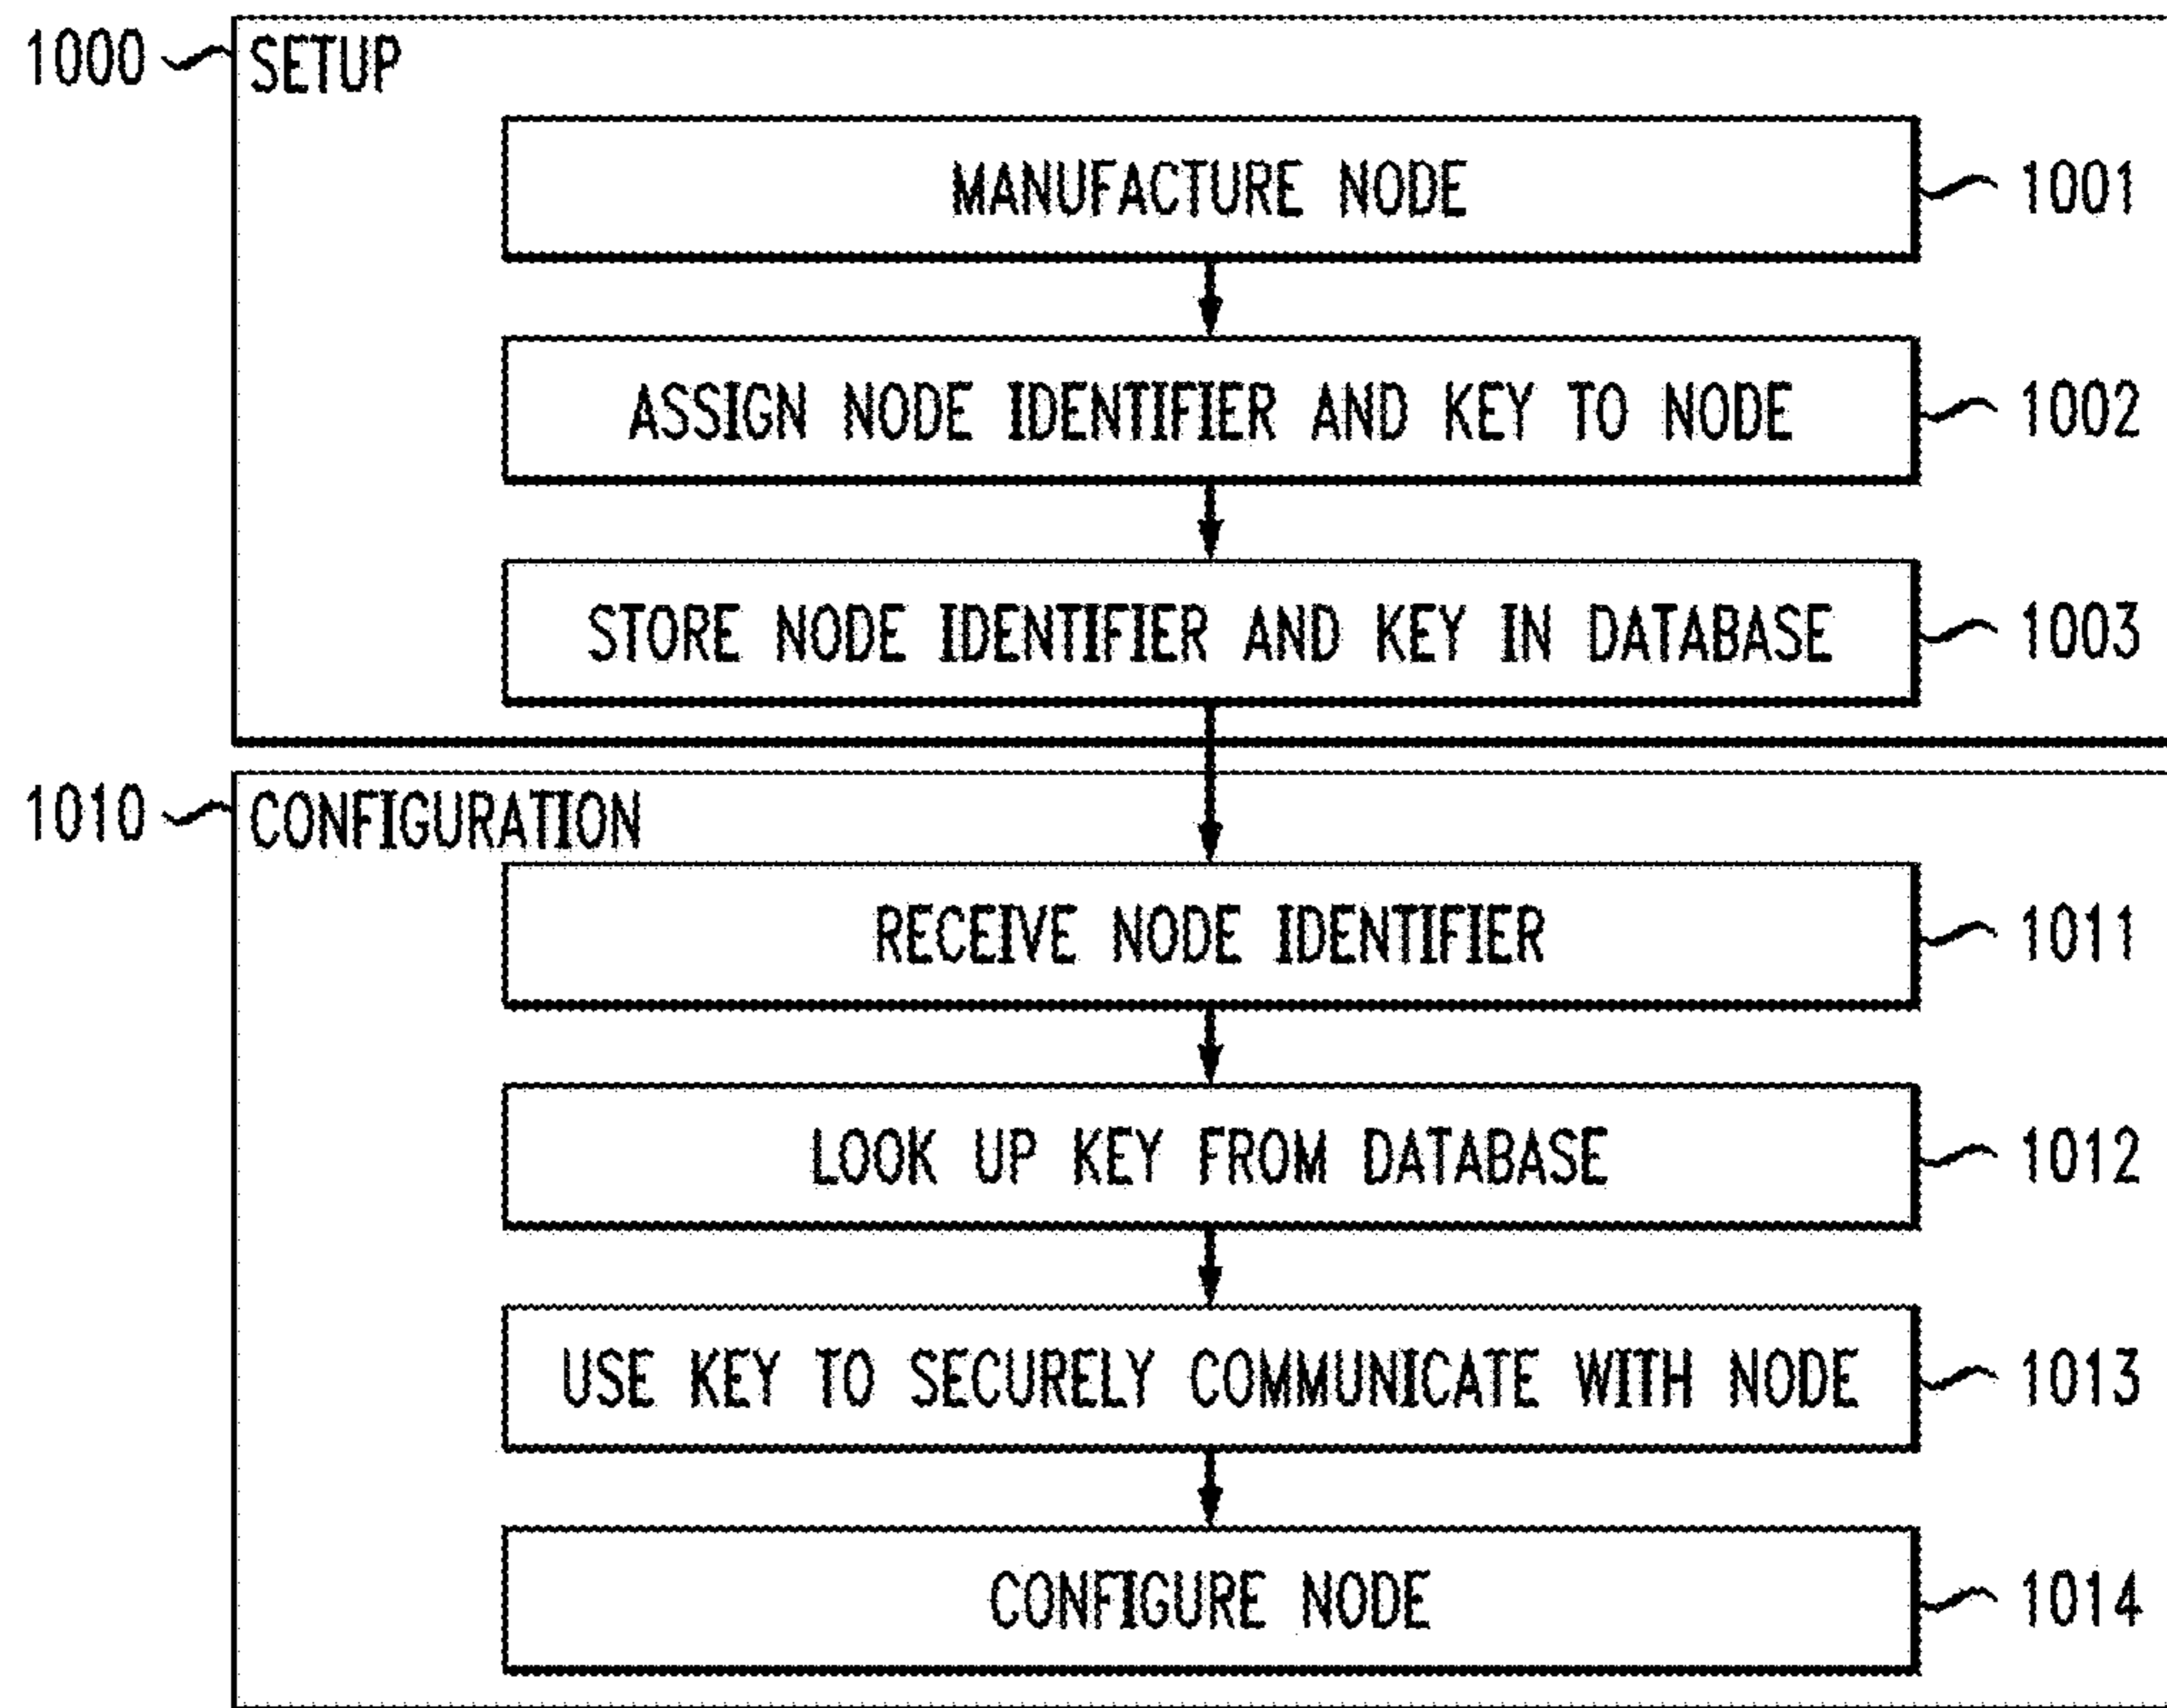 1000 SETUP
MANUFACTURE NODE 1001
ASSIGN NODE IDENTIFIER AND KEY TO NODE 1002
STORE NODE IDENTIFIER AND KEY IN DATABASE 1003
1010 CONFIGURATION
RECEIVE NODE IDENTIFIER 1011
LOOK UP KEY FROM DATABASE 1012
USE KEY TO SECURELY COMMUNICATE WITH NODE 1013
CONFIGURE NODE 1014